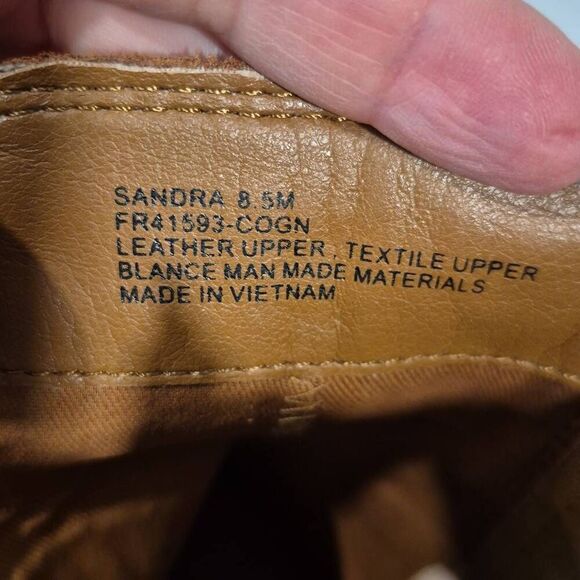 SANDRA 8.5M
FR41593-COGN
LEATHER UPPER, TEXTILE UPPER
BLANCE MAN MADE MATERIALS
MADE IN VIETNAM